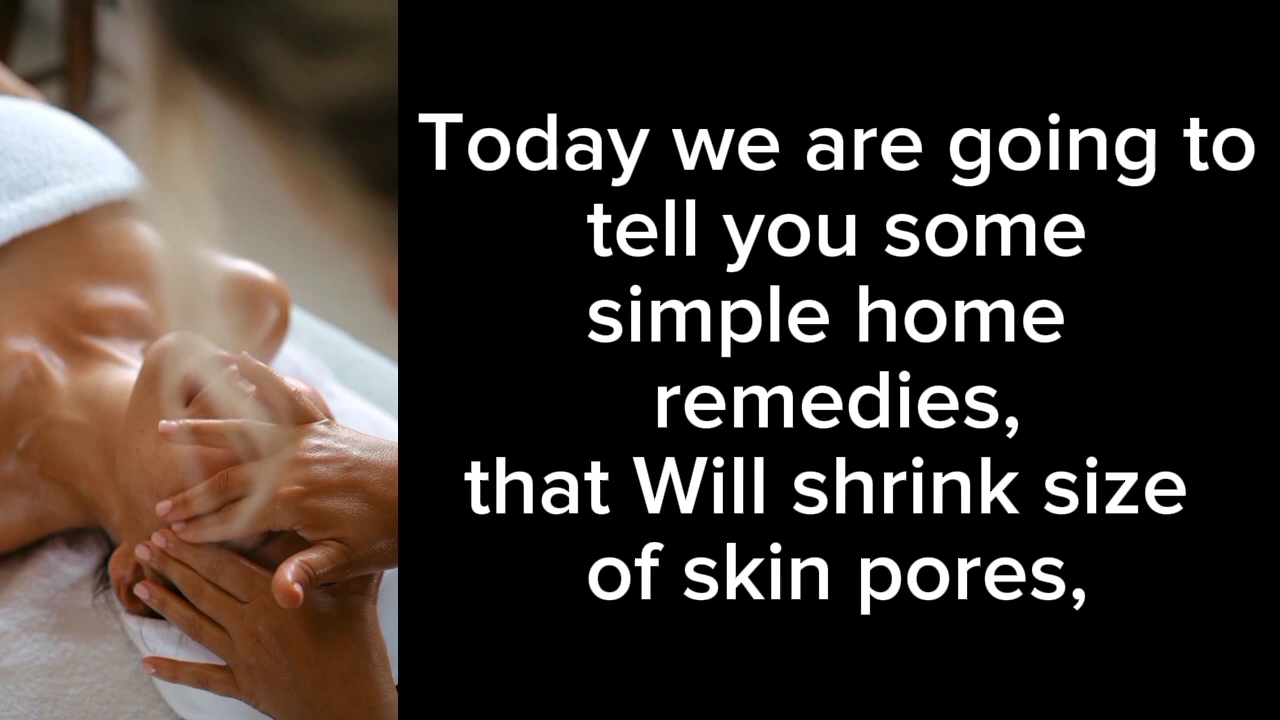 Today we are going to
tell you some
simple home
remedies,
that Will shrink size
of skin pores,